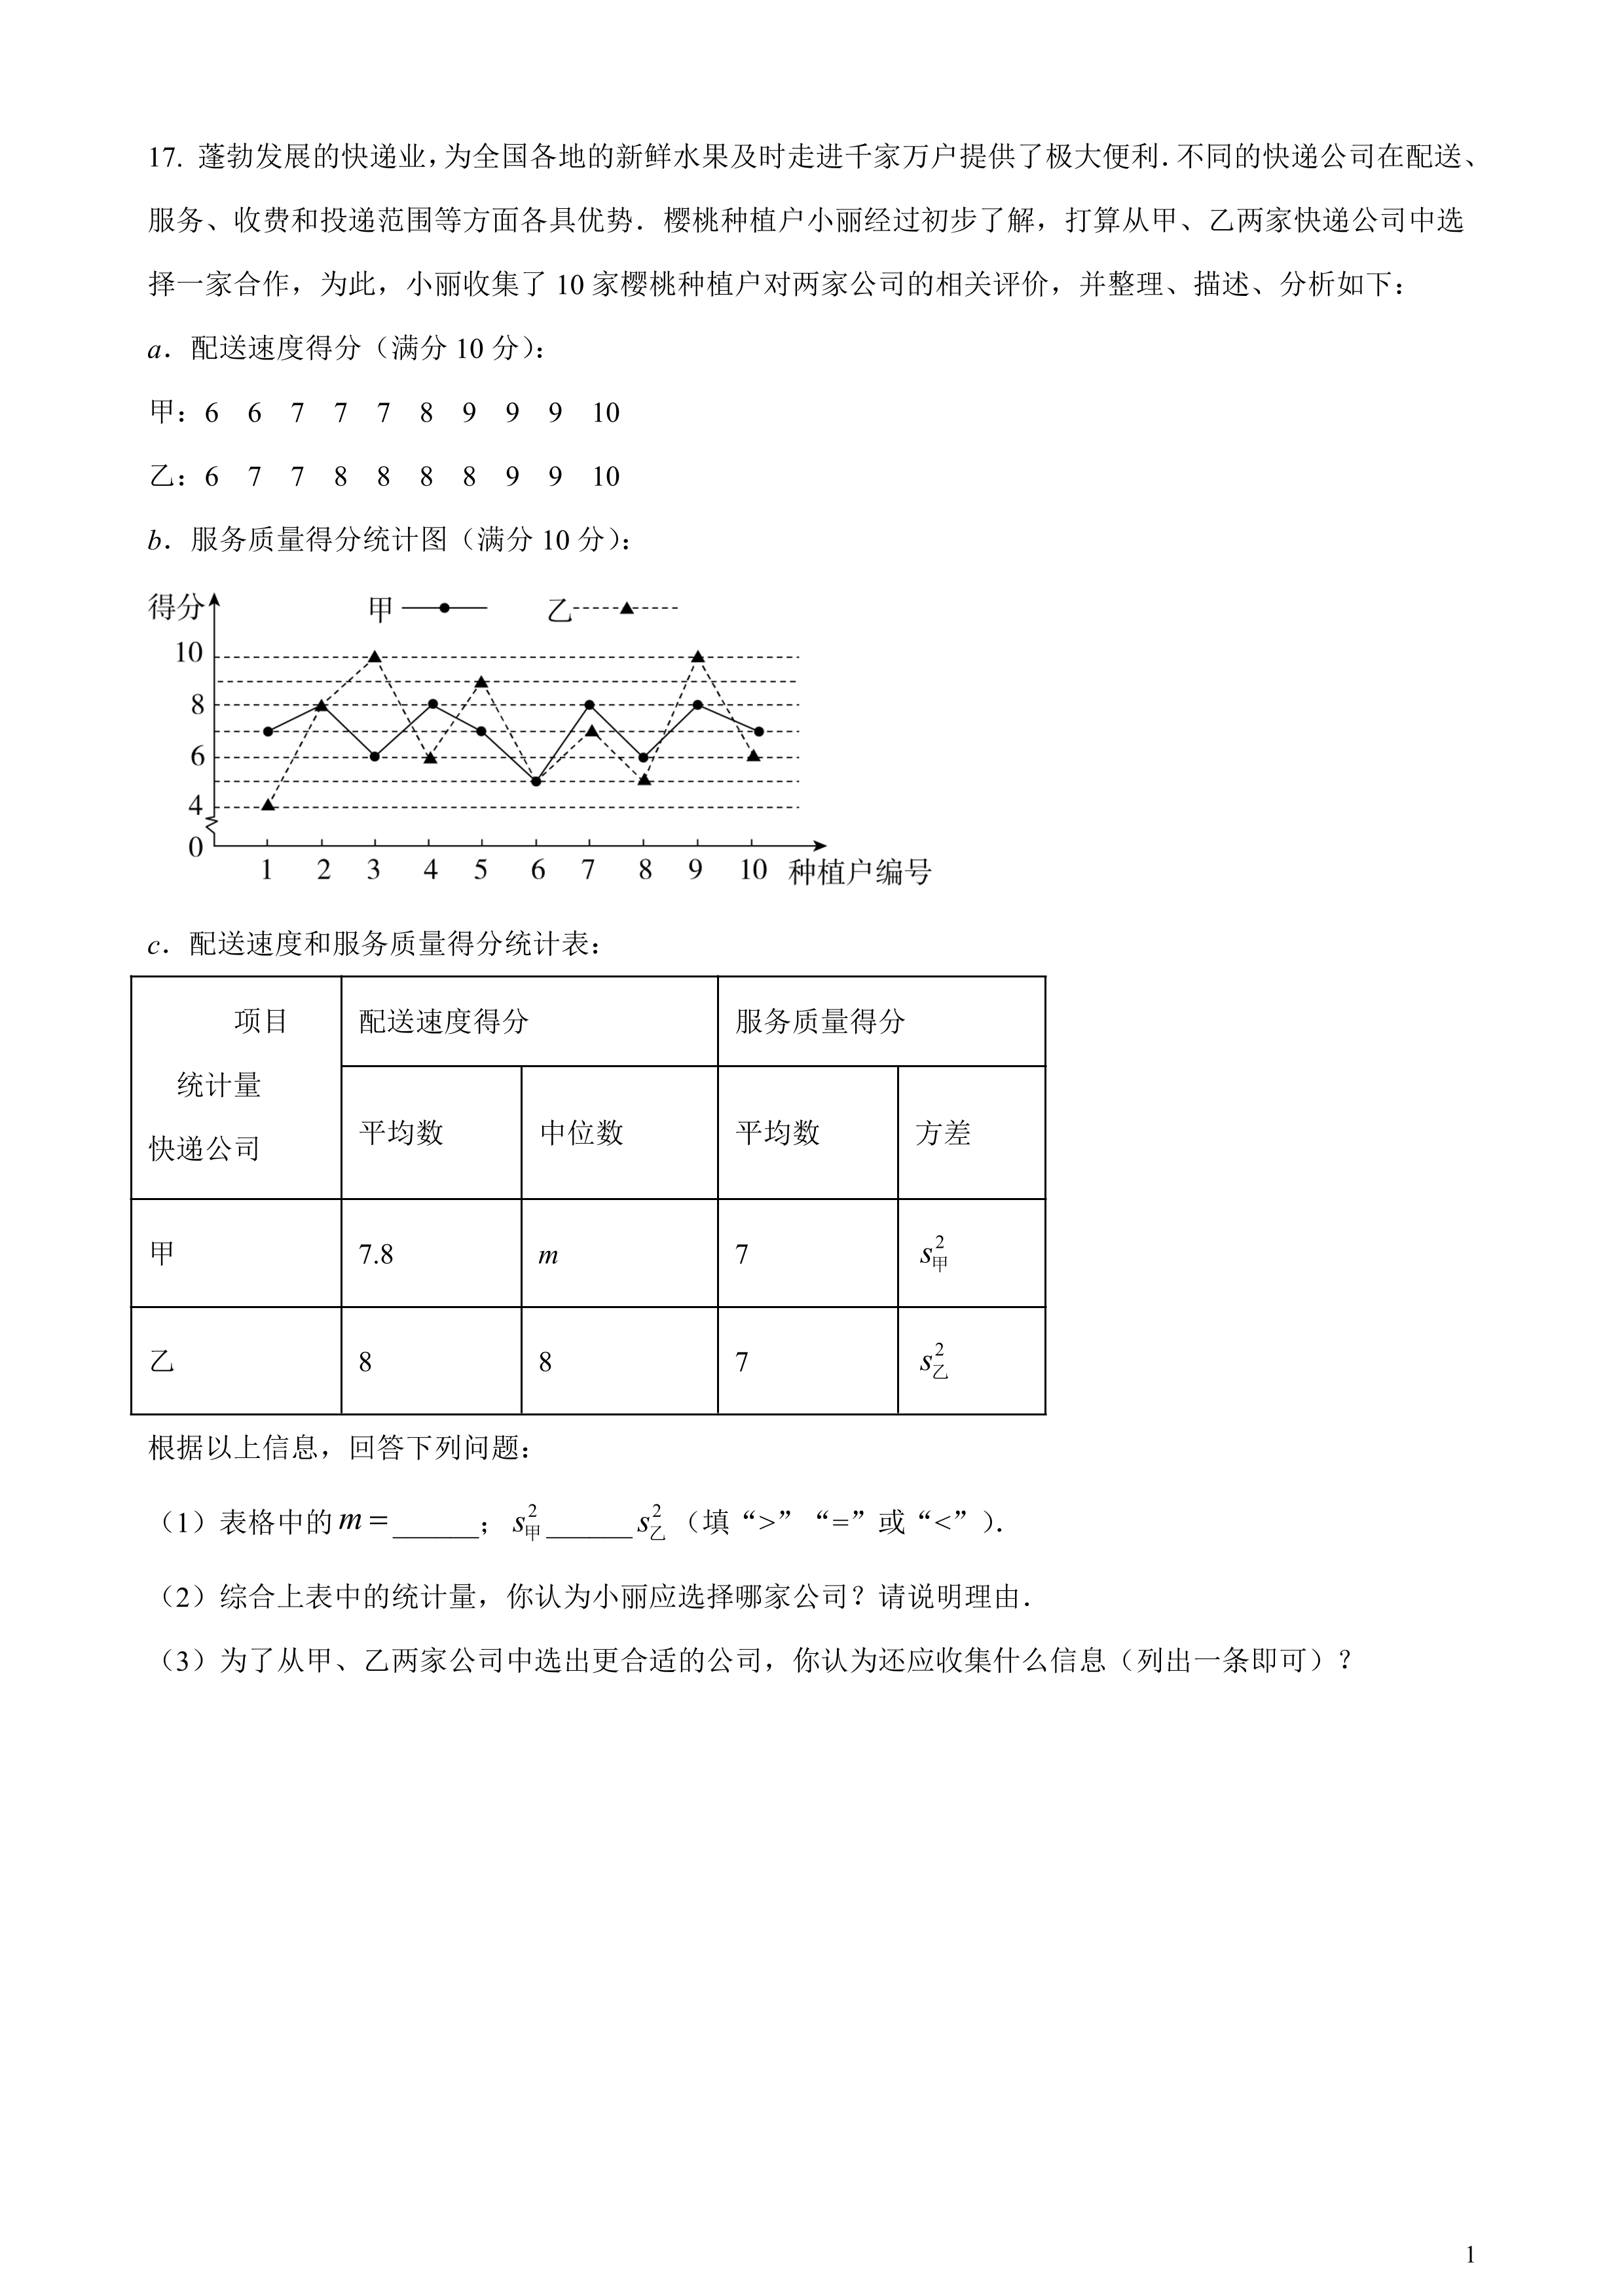 17. 蓬勃发展的快递业，为全国各地的新鲜水果及时走进千家万户提供了极大便利．不同的快递公司在配送、
服务、收费和投递范围等方面各具优势．樱桃种植户小丽经过初步了解，打算从甲、乙两家快递公司中选
择一家合作，为此，小丽收集了 10 家樱桃种植户对两家公司的相关评价，并整理、描述、分析如下：
a．配送速度得分（满分 10 分）：
甲：6 6 7 7 7 8 9 9 9 10
乙：6 7 7 8 8 8 8 9 9 10
b．服务质量得分统计图（满分 10 分）：
得分 甲 乙
10
8
6
4
0
1 2 3 4 5 6 7 8 9 10 种植户编号
c．配送速度和服务质量得分统计表：
项目 配送速度得分 服务质量得分
统计量
快递公司
平均数 中位数 平均数 方差
甲 7.8 m 7 s²甲
乙 8 8 7 s²乙
根据以上信息，回答下列问题：
（1）表格中的 m = ______；s²甲 ______ s²乙（填“>”“=”或“<”）．
（2）综合上表中的统计量，你认为小丽应选择哪家公司？请说明理由．
（3）为了从甲、乙两家公司中选出更合适的公司，你认为还应收集什么信息（列出一条即可）？
1